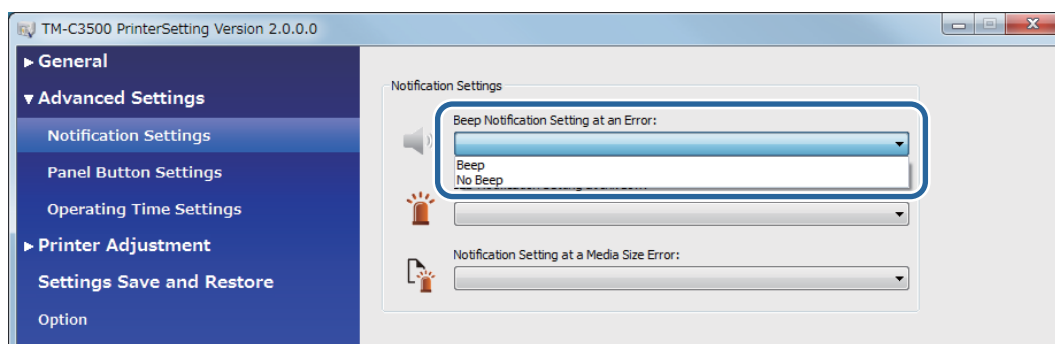 TM-C3500 PrinterSetting Version 2.0.0.0
General
Advanced Settings
Notification Settings
Panel Button Settings
Operating Time Settings
Printer Adjustment
Settings Save and Restore
Option
Notification Settings
Beep Notification Setting at an Error:
Beep
No Beep
Notification Setting at a Media Size Error: